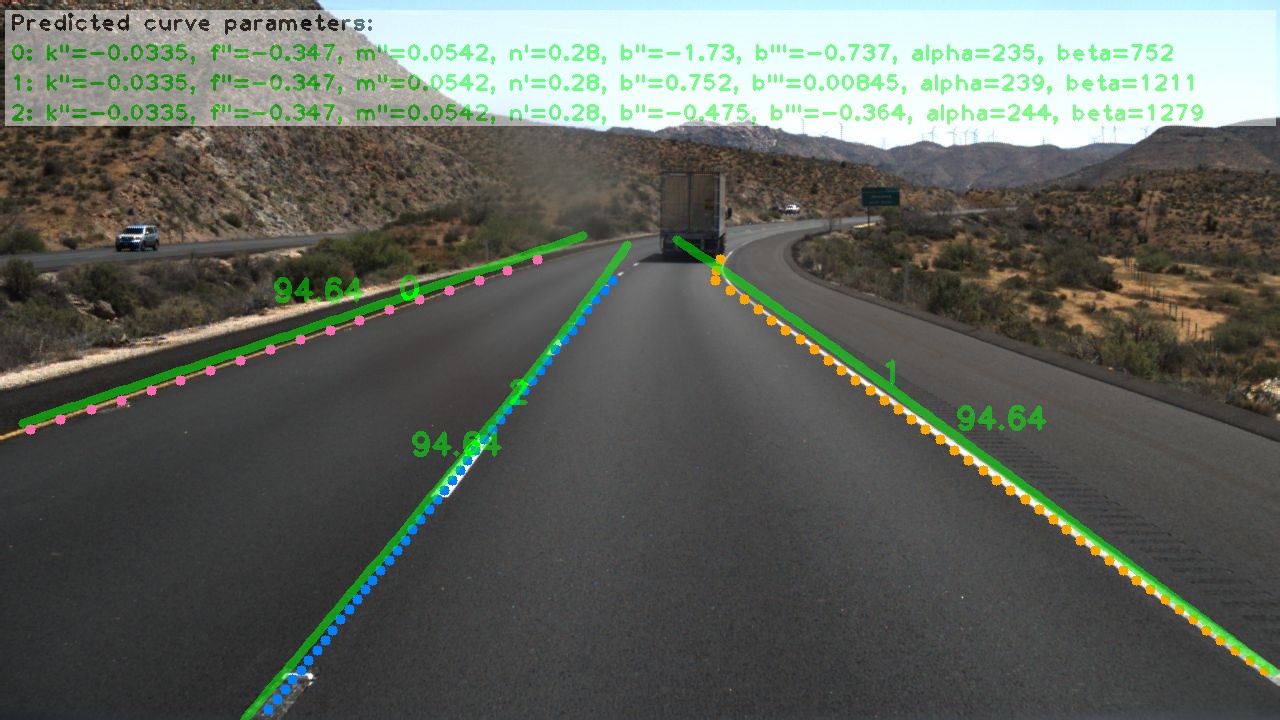 Predicted curve parameters:
0: k''=-0.0335, f''=-0.347, m''=0.0542, n'=0.28, b''=-1.73, b'''=-0.737, alpha=235, beta=752
1: k''=-0.0335, f''=-0.347, m''=0.0542, n'=0.28, b''=0.752, b'''=0.00845, alpha=239, beta=1211
2: k''=-0.0335, f''=-0.347, m''=0.0542, n'=0.28, b''=-0.475, b'''=-0.364, alpha=244, beta=1279
94.64 0
1
2
94.64
94.64